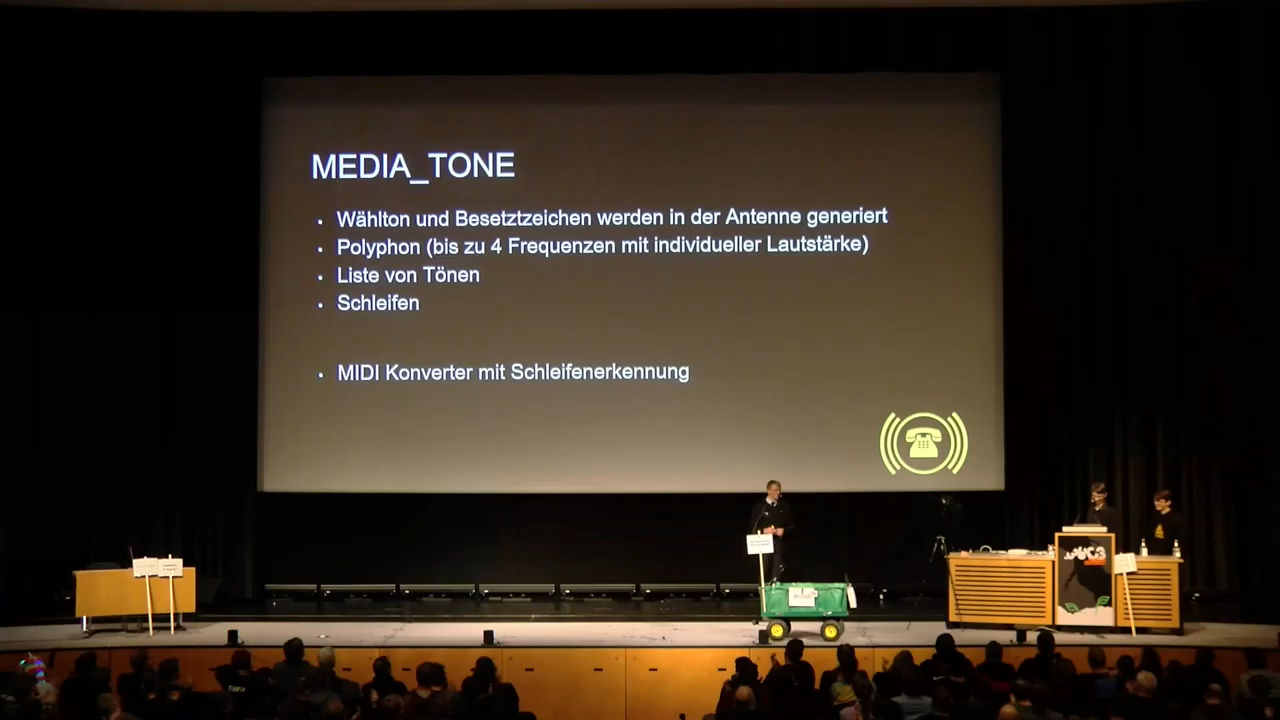 MEDIA_TONE
Wählton und Besetztzeichen werden in der Antenne generiert
Polyphon (bis zu 4 Frequenzen mit individueller Lautstärke)
Liste von Tönen
Schleifen
MIDI Konverter mit Schleifenerkennung